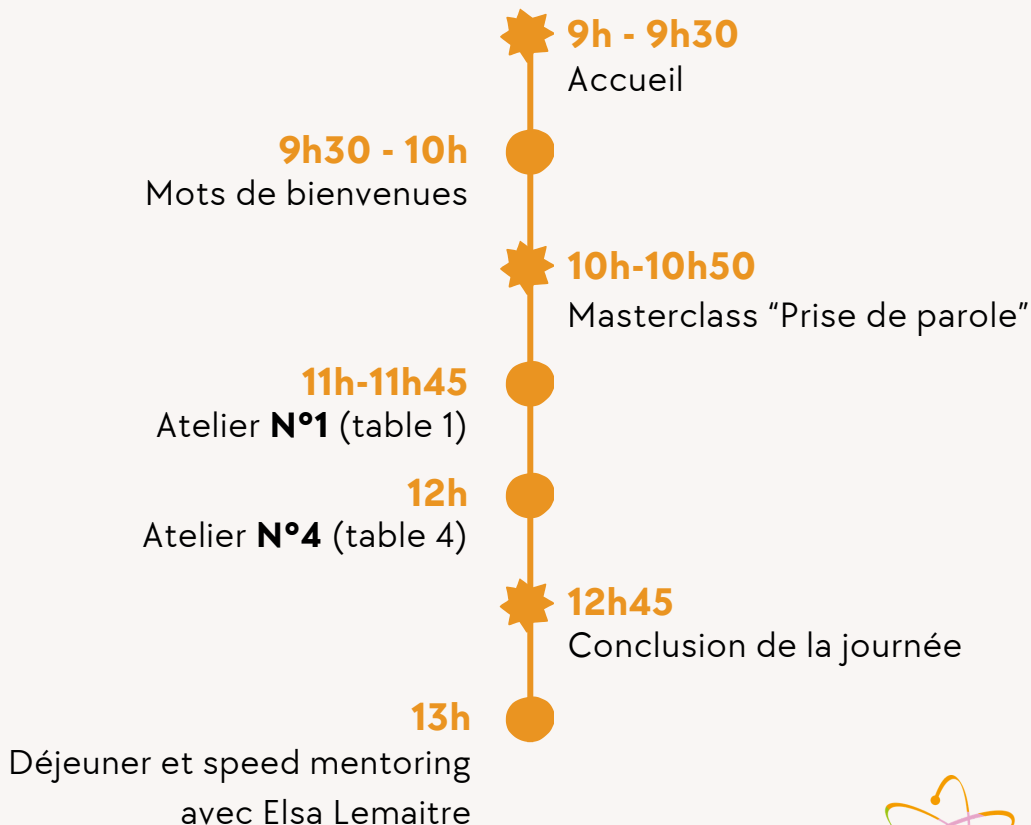 9h - 9h30
Accueil
9h30 - 10h
Mots de bienvenues
10h-10h50
Masterclass “Prise de parole”
11h-11h45
Atelier N°1 (table 1)
12h
Atelier N°4 (table 4)
12h45
Conclusion de la journée
13h
Déjeuner et speed mentoring
avec Elsa Lemaitre